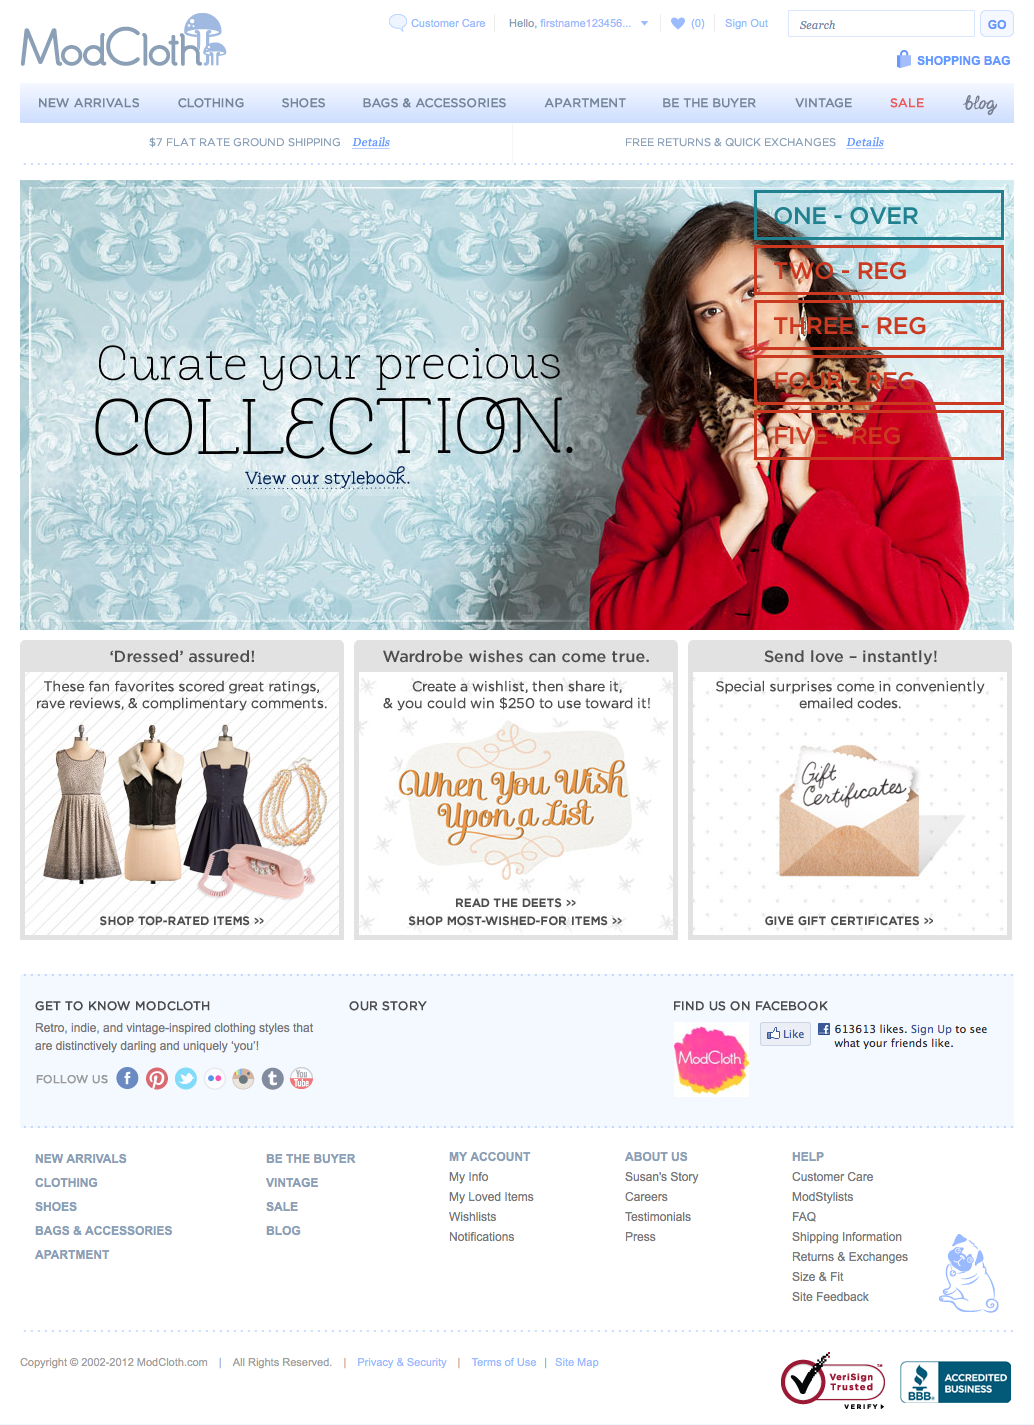 ModCloth
Customer Care
Hello, firstname123456...
(0)
Sign Out
Search
GO
SHOPPING BAG
NEW ARRIVALS
CLOTHING
SHOES
BAGS & ACCESSORIES
APARTMENT
BE THE BUYER
VINTAGE
SALE
blog
$7 FLAT RATE GROUND SHIPPING Details
FREE RETURNS & QUICK EXCHANGES Details
ONE - OVER
TWO - REG
THREE - REG
FOUR - REG
FIVE - REG
Curate your precious
COLLECTION.
View our stylebook.
‘Dressed’ assured!
These fan favorites scored great ratings,
rave reviews, & complimentary comments.
SHOP TOP-RATED ITEMS >>
Wardrobe wishes can come true.
Create a wishlist, then share it,
& you could win $250 to use toward it!
When You Wish
Upon a List
READ THE DEETS >>
SHOP MOST-WISHED-FOR ITEMS >>
Send love – instantly!
Special surprises come in conveniently
emailed codes.
Gift
Certificates
GIVE GIFT CERTIFICATES >>
GET TO KNOW MODCLOTH
Retro, indie, and vintage-inspired clothing styles that
are distinctively darling and uniquely ‘you’!
FOLLOW US
f
t
You
Tube
OUR STORY
FIND US ON FACEBOOK
ModCloth
Like
f
613613 likes. Sign Up to see
what your friends like.
NEW ARRIVALS
CLOTHING
SHOES
BAGS & ACCESSORIES
APARTMENT
BE THE BUYER
VINTAGE
SALE
BLOG
MY ACCOUNT
My Info
My Loved Items
Wishlists
Notifications
ABOUT US
Susan's Story
Careers
Testimonials
Press
HELP
Customer Care
ModStylists
FAQ
Shipping Information
Returns & Exchanges
Size & Fit
Site Feedback
Copyright © 2002-2012 ModCloth.com | All Rights Reserved. | Privacy & Security | Terms of Use | Site Map
VeriSign
Trusted
VERIFY
BBB.
ACCREDITED
BUSINESS